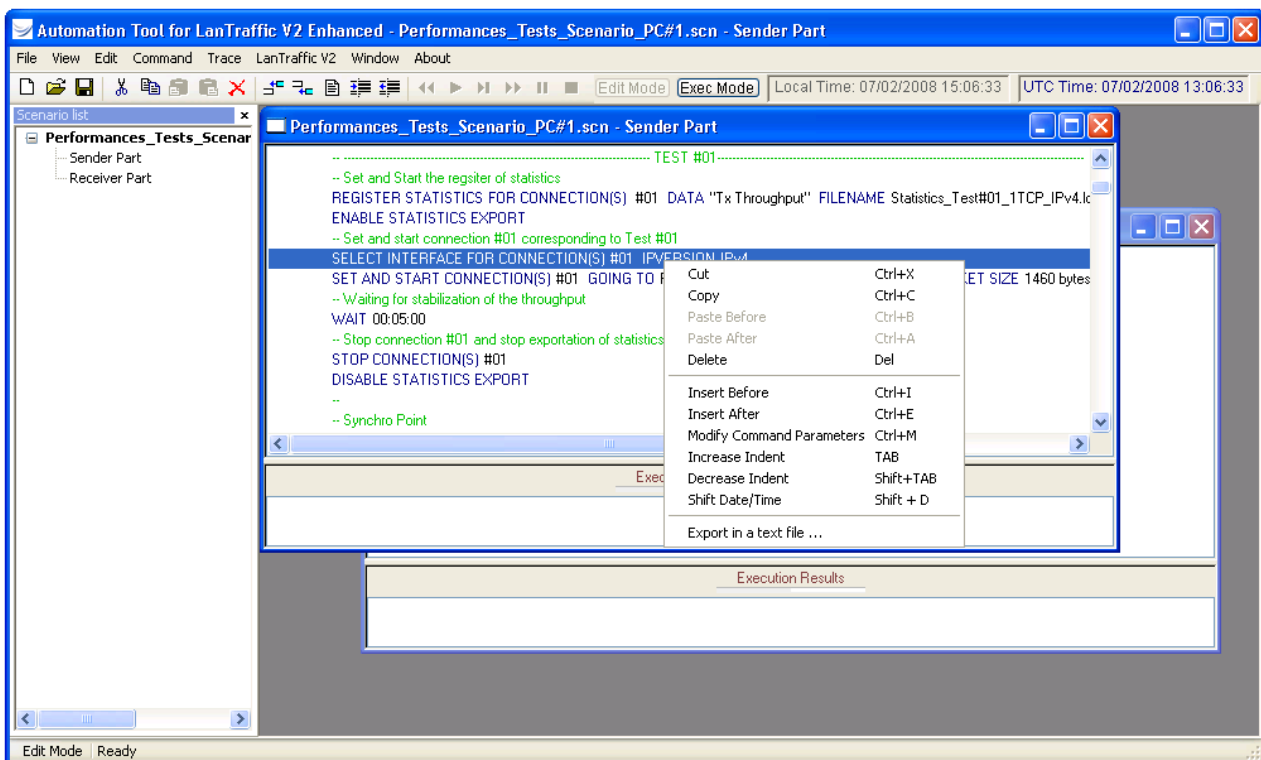 Automation Tool for LanTraffic V2 Enhanced - Performances_Tests_Scenario_PC#1.scn - Sender Part
File View Edit Command Trace LanTraffic V2 Window About
Edit Mode Exec Mode Local Time: 07/02/2008 15:06:33 UTC Time: 07/02/2008 13:06:33
Scenario list
Performances_Tests_Scenar
Sender Part
Receiver Part
Performances_Tests_Scenario_PC#1.scn - Sender Part
-- ---------- TEST #01----------
-- Set and Start the regsiter of statistics
REGISTER STATISTICS FOR CONNECTION(S) #01 DATA "Tx Throughput" FILENAME Statistics_Test#01_1TCP_IPv4.lc
ENABLE STATISTICS EXPORT
-- Set and start connection #01 corresponding to Test #01
SELECT INTERFACE FOR CONNECTION(S) #01 IPVERSION IPv4
SET AND START CONNECTION(S) #01 GOING TO KET SIZE 1460 bytes
-- Waiting for stabilization of the throughput
WAIT 00:05:00
-- Stop connection #01 and stop exportation of statistics
STOP CONNECTION(S) #01
DISABLE STATISTICS EXPORT
--
-- Synchro Point
Exec
Cut Ctrl+X
Copy Ctrl+C
Paste Before Ctrl+B
Paste After Ctrl+A
Delete Del
Insert Before Ctrl+I
Insert After Ctrl+E
Modify Command Parameters Ctrl+M
Increase Indent TAB
Decrease Indent Shift+TAB
Shift Date/Time Shift + D
Export in a text file ...
Execution Results
Edit Mode Ready